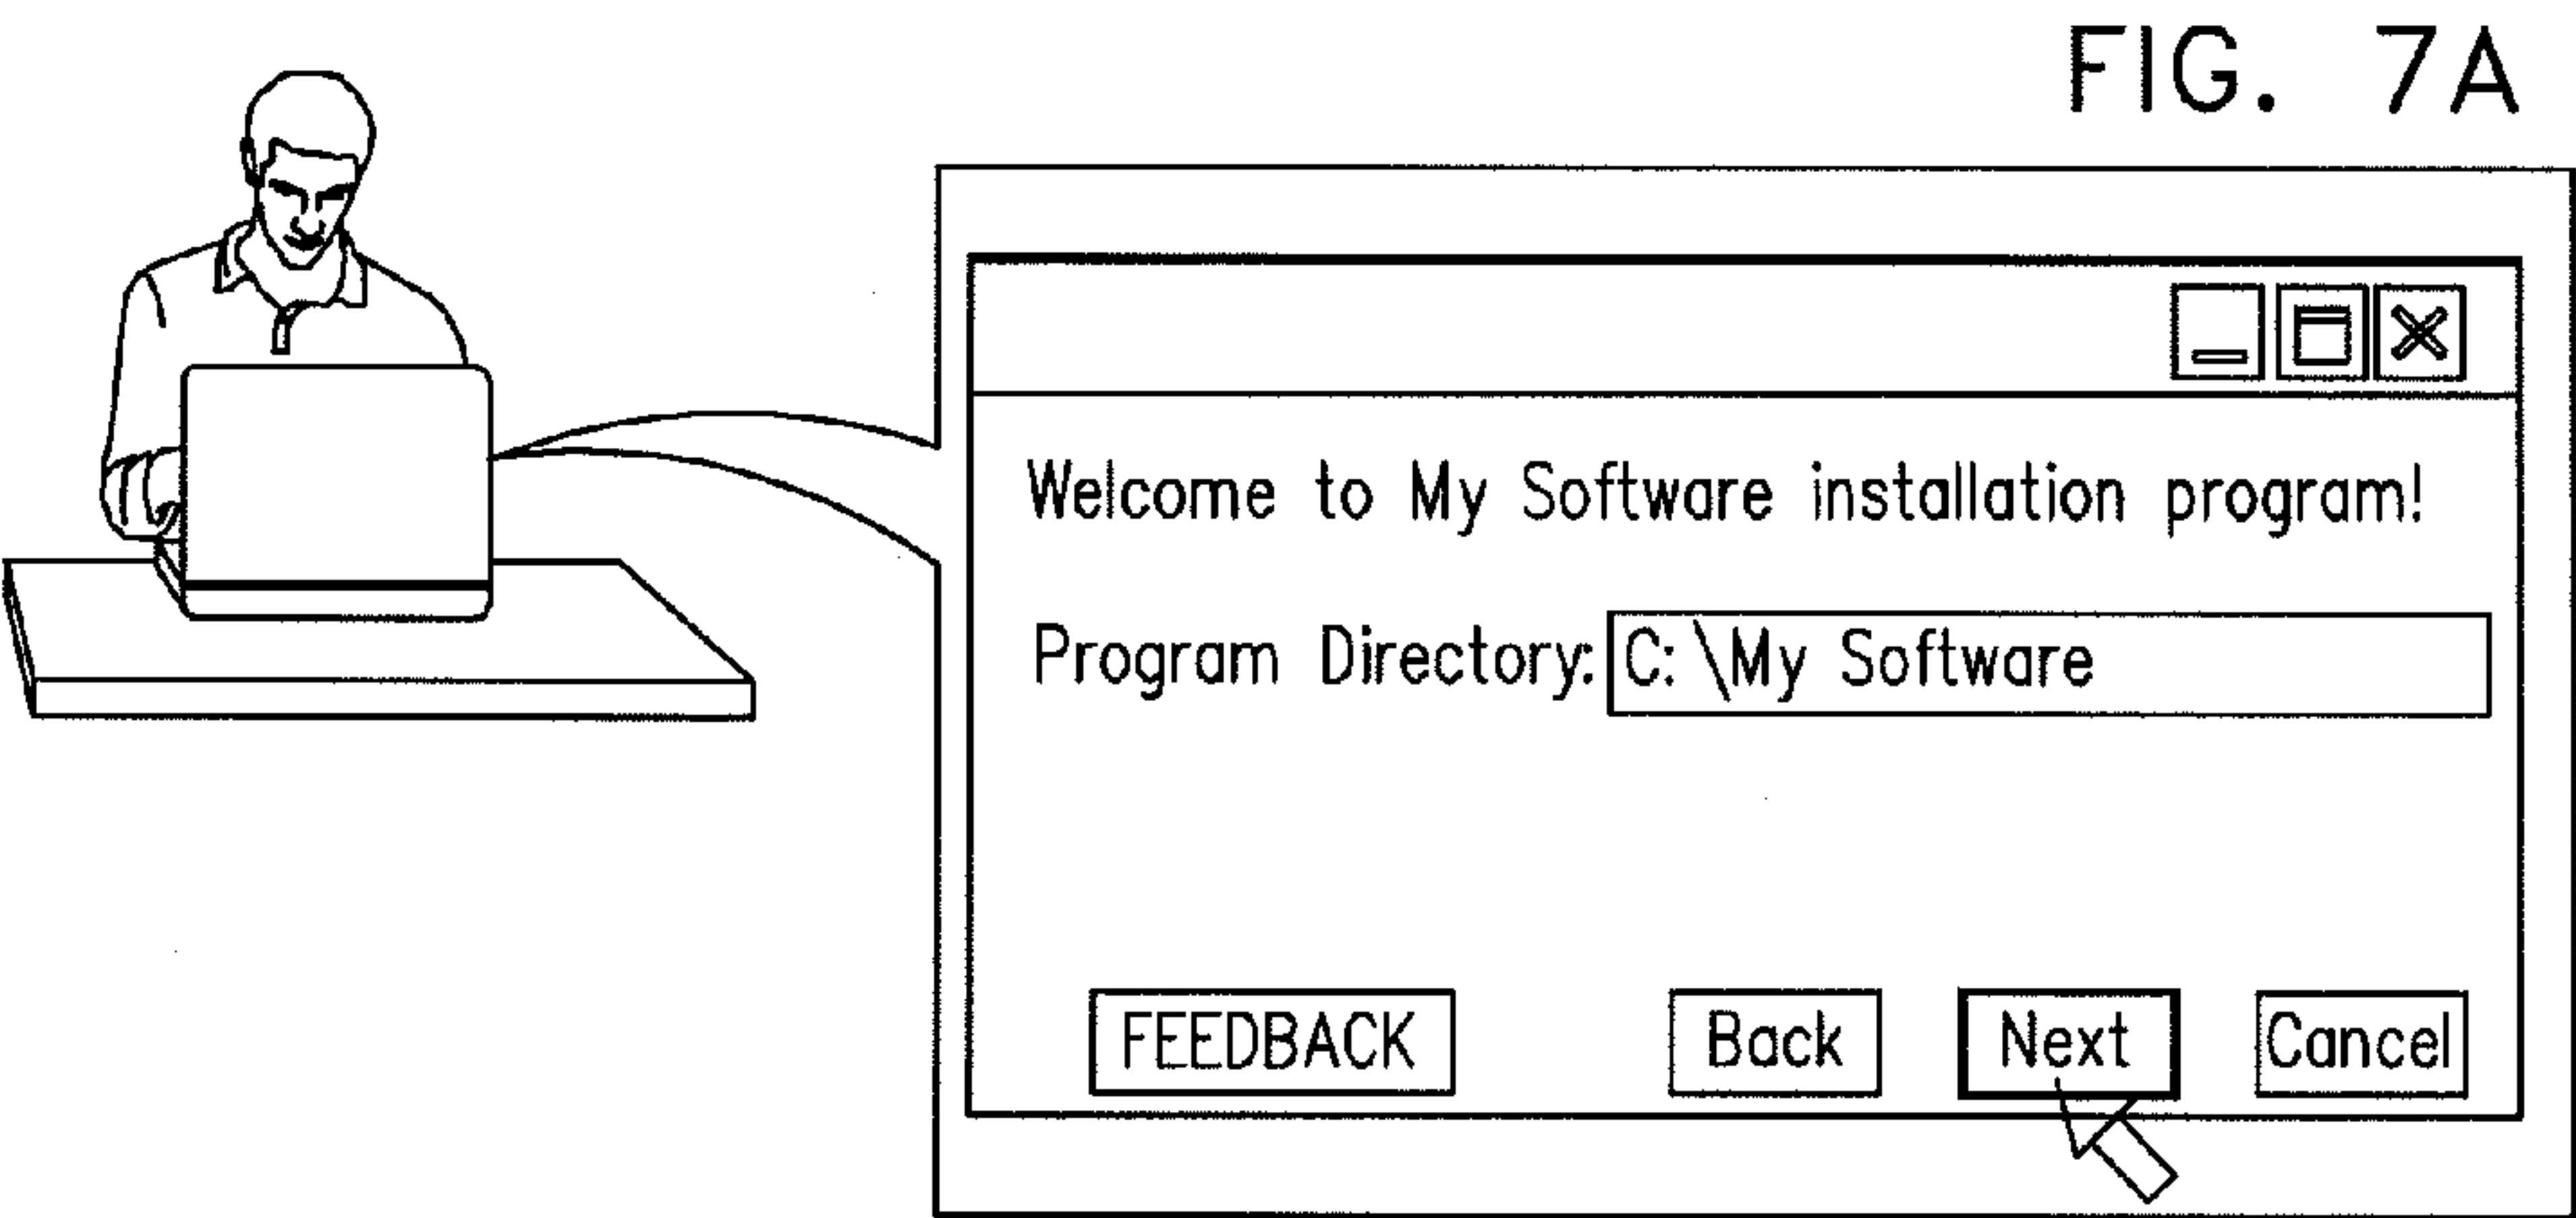 FIG. 7A
Welcome to My Software installation program!
Program Directory: C:\My Software
FEEDBACK Back Next Cancel